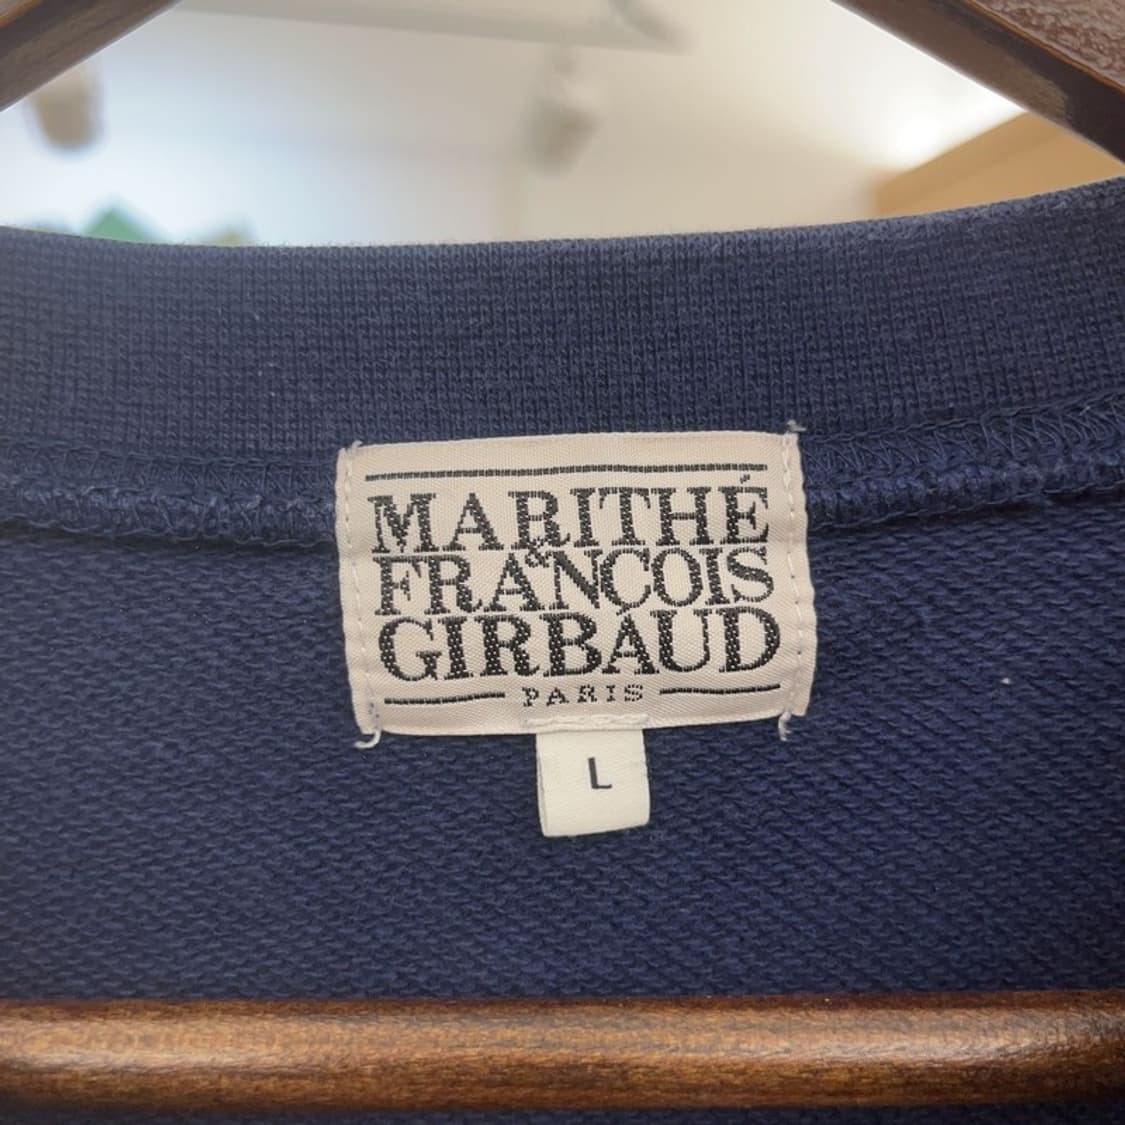 MARITHÉ
&
FRANÇOIS
GIRBAUD
PARIS
L